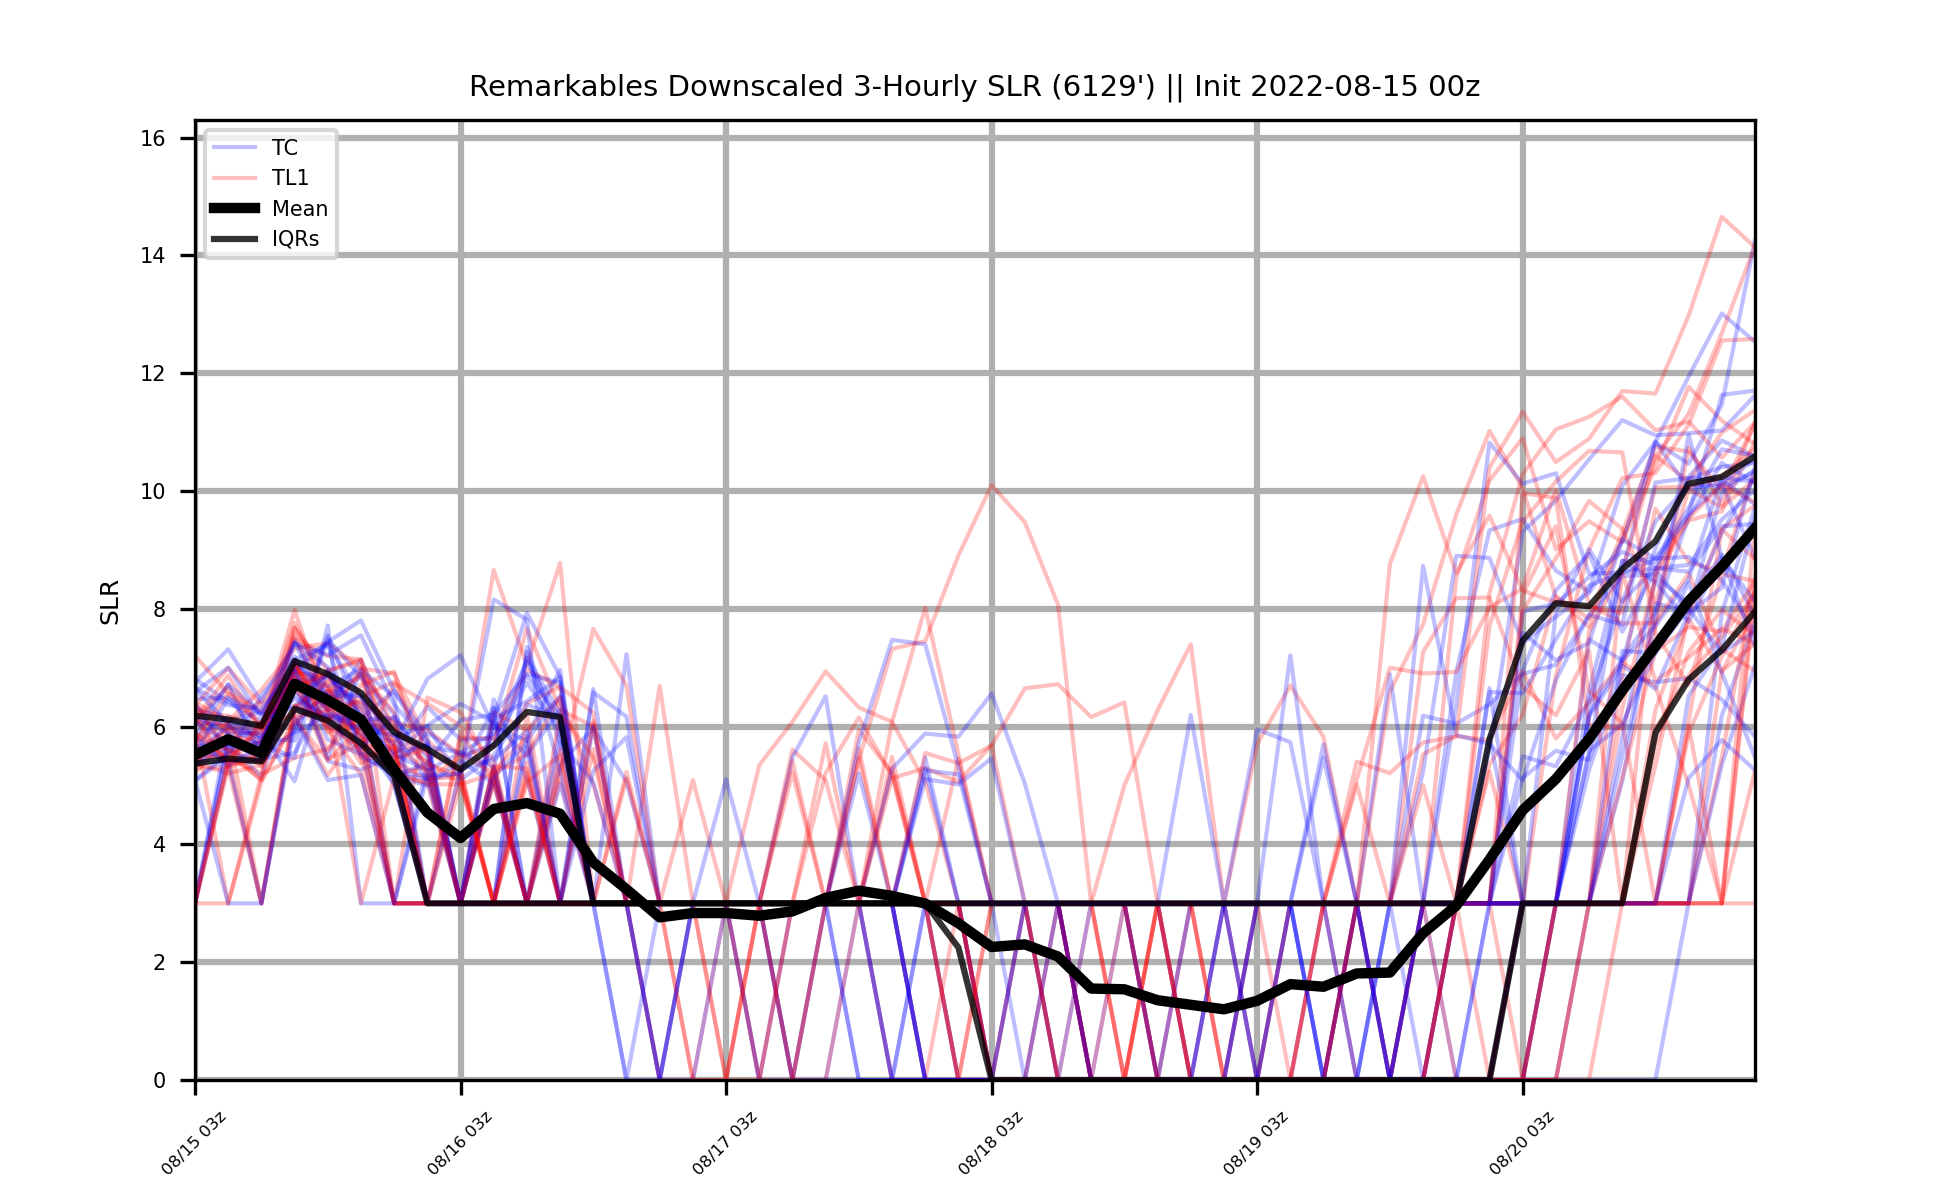 Remarkables Downscaled 3-Hourly SLR (6129') || Init 2022-08-15 00z
TC
TL1
Mean
IQRs
SLR
16
14
12
10
8
6
4
2
0
08/15 03z
08/16 03z
08/17 03z
08/18 03z
08/19 03z
08/20 03z